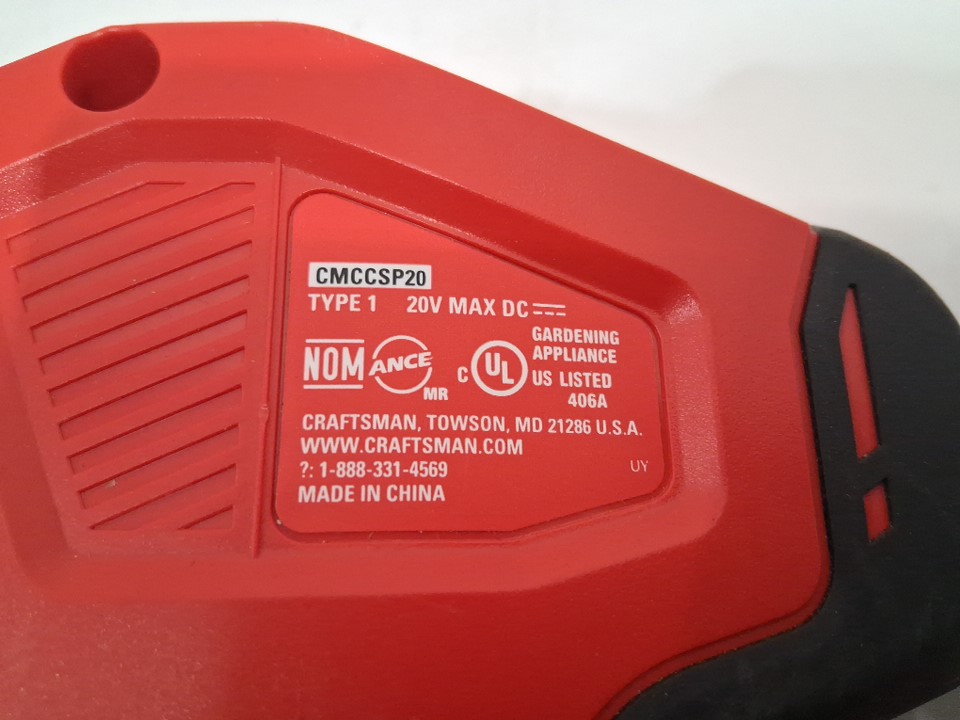 CMCCSP20
TYPE 1 20V MAX DC
NOM ANCE MR
C UL US
GARDENING
APPLIANCE
LISTED
406A
CRAFTSMAN, TOWSON, MD 21286 U.S.A.
WWW.CRAFTSMAN.COM
?: 1-888-331-4569
UY
MADE IN CHINA